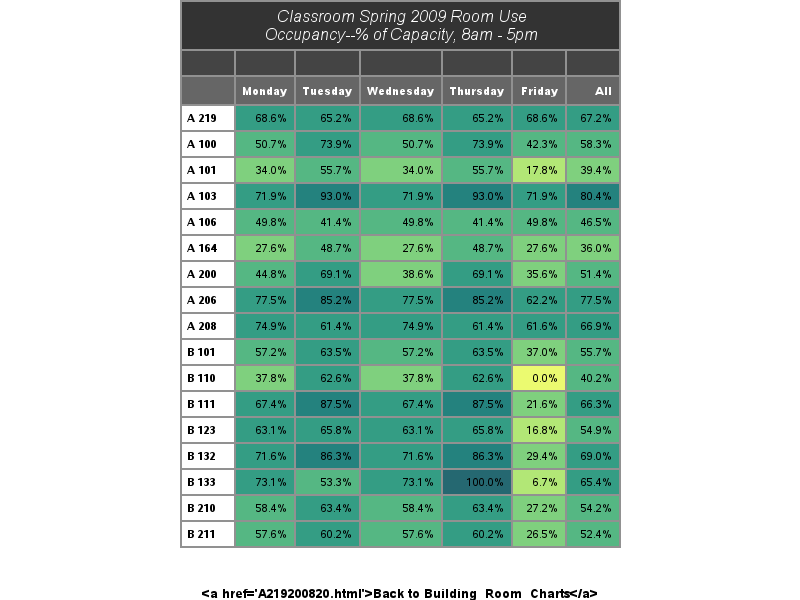 Classroom Spring 2009 Room Use
Occupancy--% of Capacity, 8am - 5pm
Monday Tuesday Wednesday Thursday Friday All
A 219 68.6% 65.2% 68.6% 65.2% 68.6% 67.2%
A 100 50.7% 73.9% 50.7% 73.9% 42.3% 58.3%
A 101 34.0% 55.7% 34.0% 55.7% 17.8% 39.4%
A 103 71.9% 93.0% 71.9% 93.0% 71.9% 80.4%
A 106 49.8% 41.4% 49.8% 41.4% 49.8% 46.5%
A 164 27.6% 48.7% 27.6% 48.7% 27.6% 36.0%
A 200 44.8% 69.1% 38.6% 69.1% 35.6% 51.4%
A 206 77.5% 85.2% 77.5% 85.2% 62.2% 77.5%
A 208 74.9% 61.4% 74.9% 61.4% 61.6% 66.9%
B 101 57.2% 63.5% 57.2% 63.5% 37.0% 55.7%
B 110 37.8% 62.6% 37.8% 62.6% 0.0% 40.2%
B 111 67.4% 87.5% 67.4% 87.5% 21.6% 66.3%
B 123 63.1% 65.8% 63.1% 65.8% 16.8% 54.9%
B 132 71.6% 86.3% 71.6% 86.3% 29.4% 69.0%
B 133 73.1% 53.3% 73.1% 100.0% 6.7% 65.4%
B 210 58.4% 63.4% 58.4% 63.4% 27.2% 54.2%
B 211 57.6% 60.2% 57.6% 60.2% 26.5% 52.4%
<a href='A219200820.html'>Back to Building_Room_Charts</a>